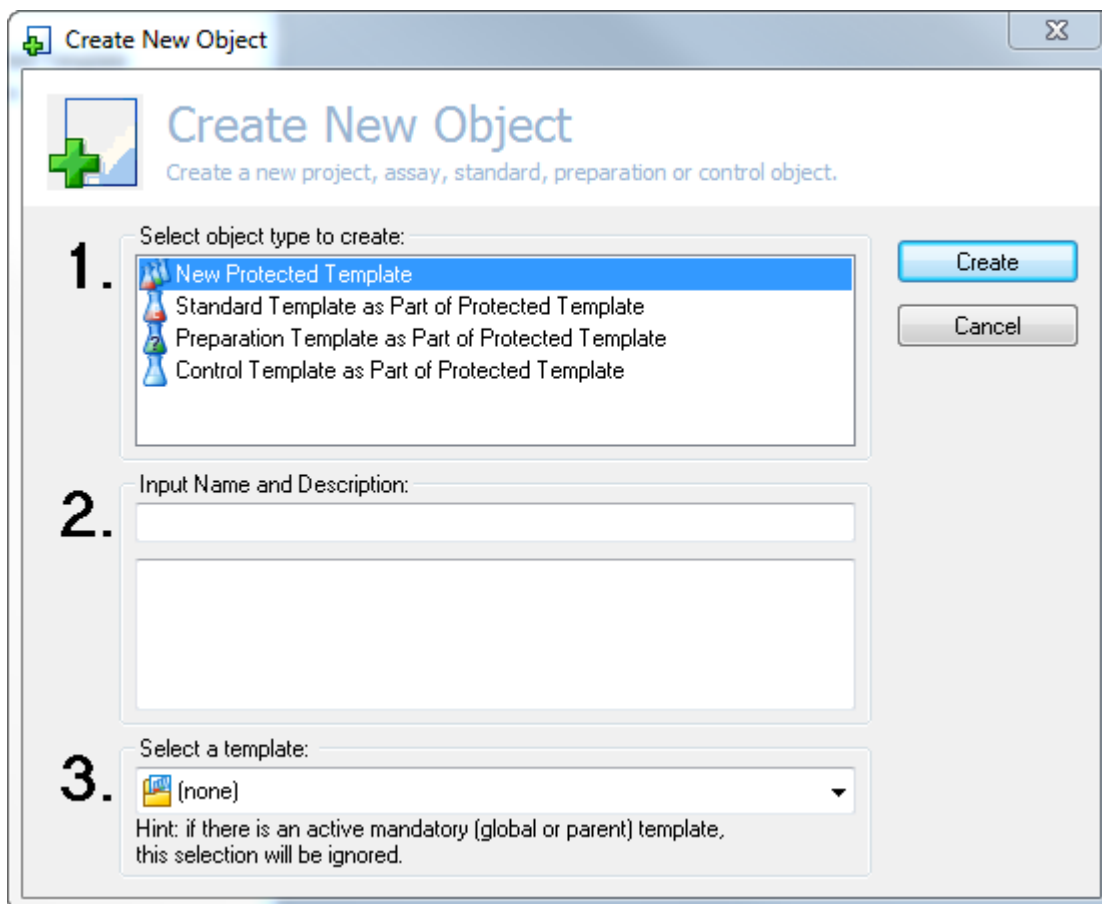 Create New Object
Create New Object
Create a new project, assay, standard, preparation or control object.
1.
Select object type to create:
New Protected Template
Standard Template as Part of Protected Template
Preparation Template as Part of Protected Template
Control Template as Part of Protected Template
Create
Cancel
2.
Input Name and Description:
3.
Select a template:
(none)
Hint: if there is an active mandatory (global or parent) template,
this selection will be ignored.